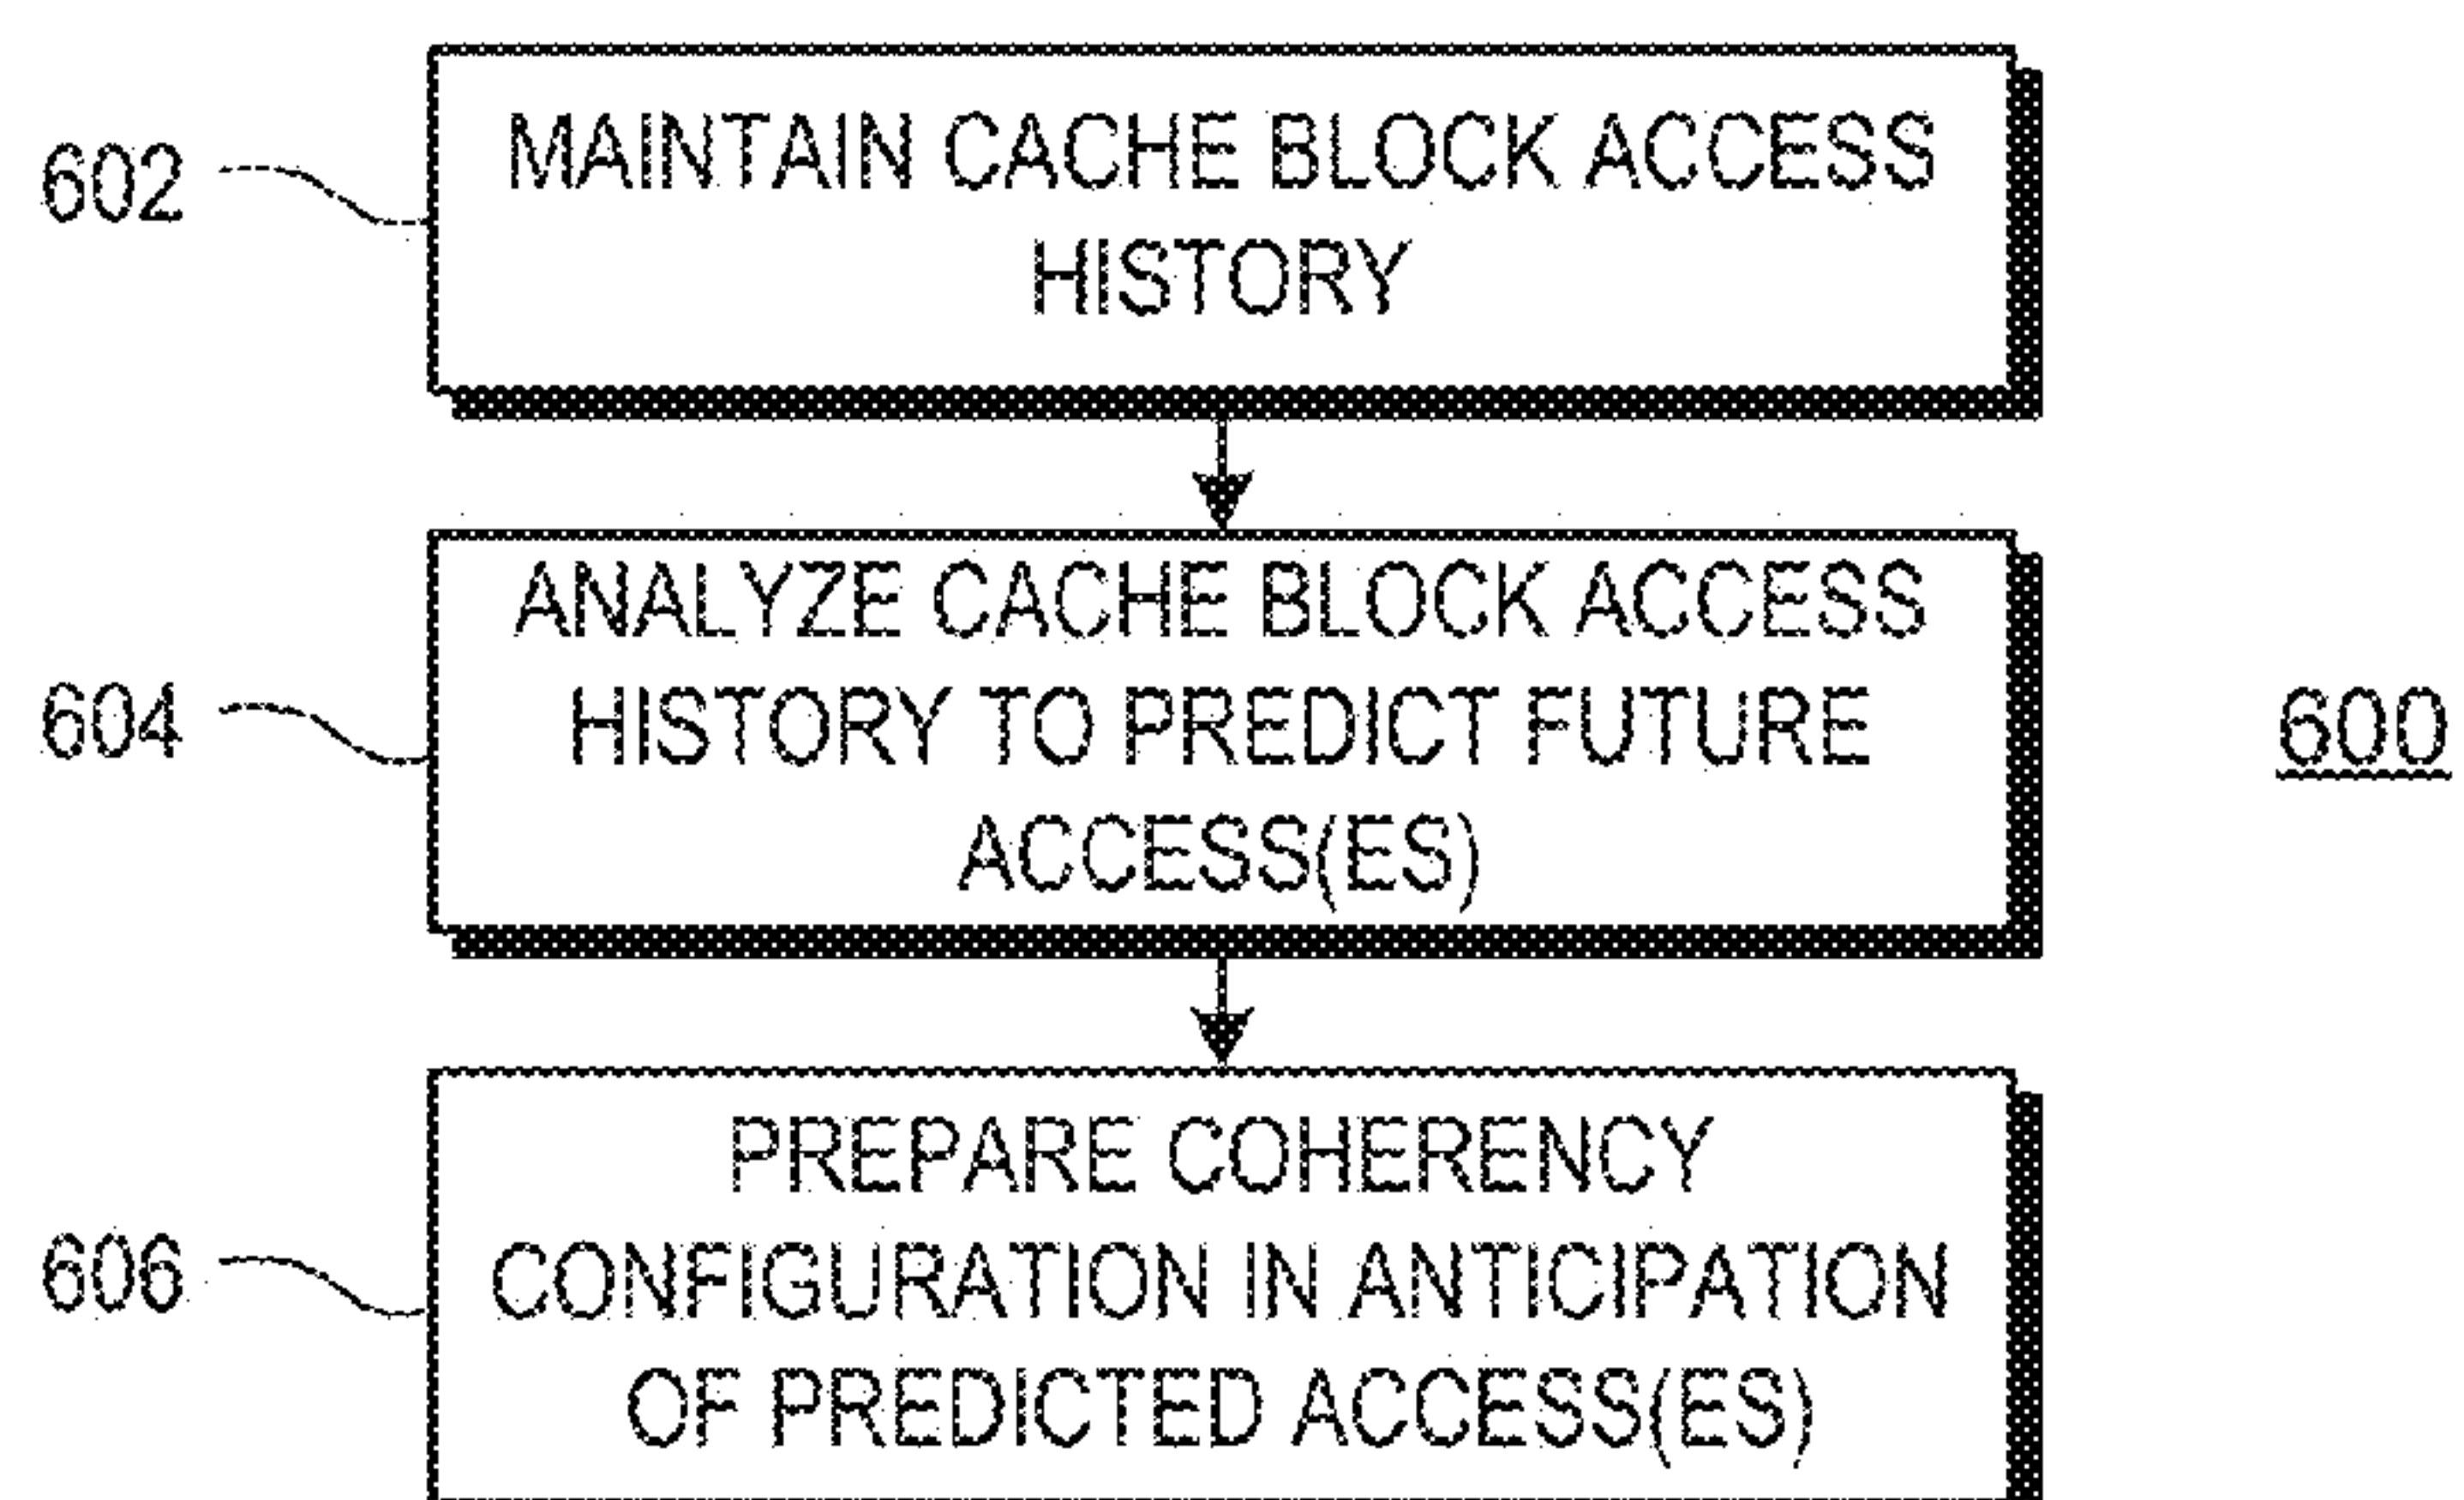 602
MAINTAIN CACHE BLOCK ACCESS
HISTORY
604
ANALYZE CACHE BLOCK ACCESS
HISTORY TO PREDICT FUTURE
ACCESS(ES)
600
606
PREPARE COHERENCY
CONFIGURATION IN ANTICIPATION
OF PREDICTED ACCESS(ES)